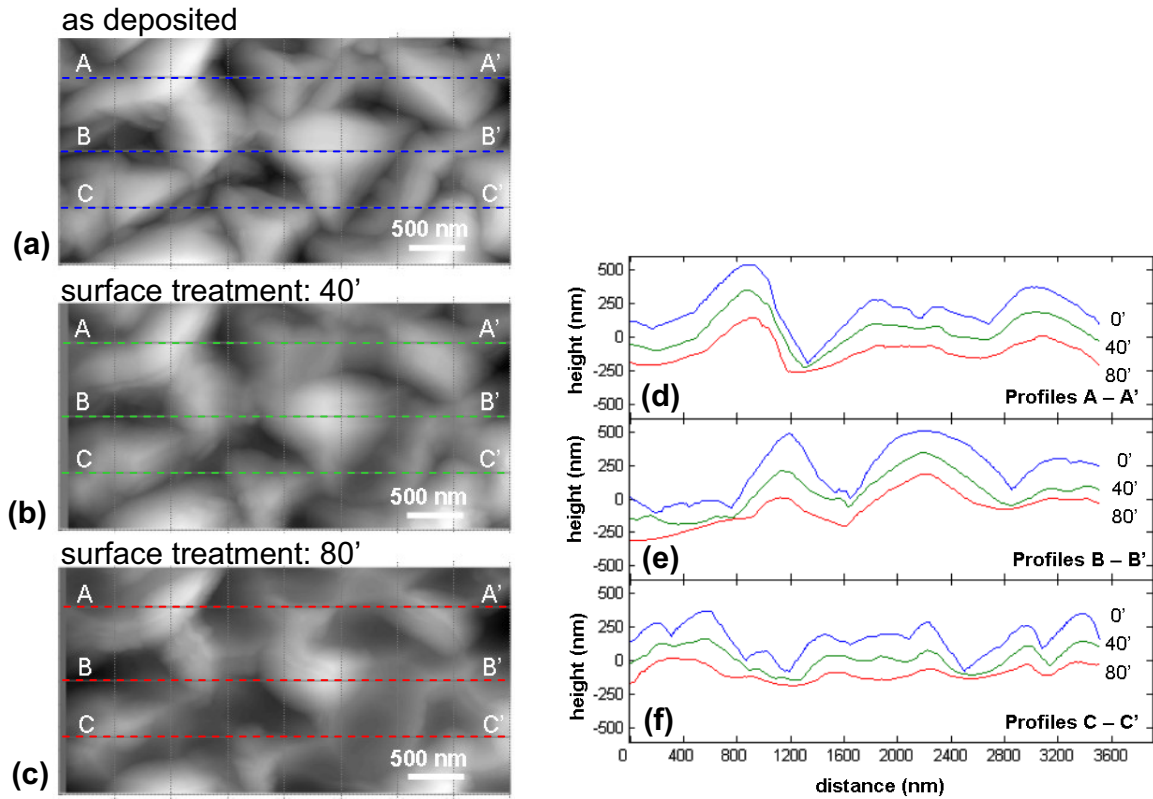 as deposited
A A'
B B'
C C'
500 nm
(a)
surface treatment: 40'
A A'
B B'
C C'
500 nm
(b)
surface treatment: 80'
A A'
B B'
C C'
500 nm
(c)
500
250
0
-250
-500
height (nm)
0'
40'
80'
(d)
Profiles A – A'
500
250
0
-250
-500
height (nm)
0'
40'
80'
(e)
Profiles B – B'
500
250
0
-250
-500
height (nm)
0'
40'
80'
(f)
Profiles C – C'
0 400 800 1200 1600 2000 2400 2800 3200 3600
distance (nm)